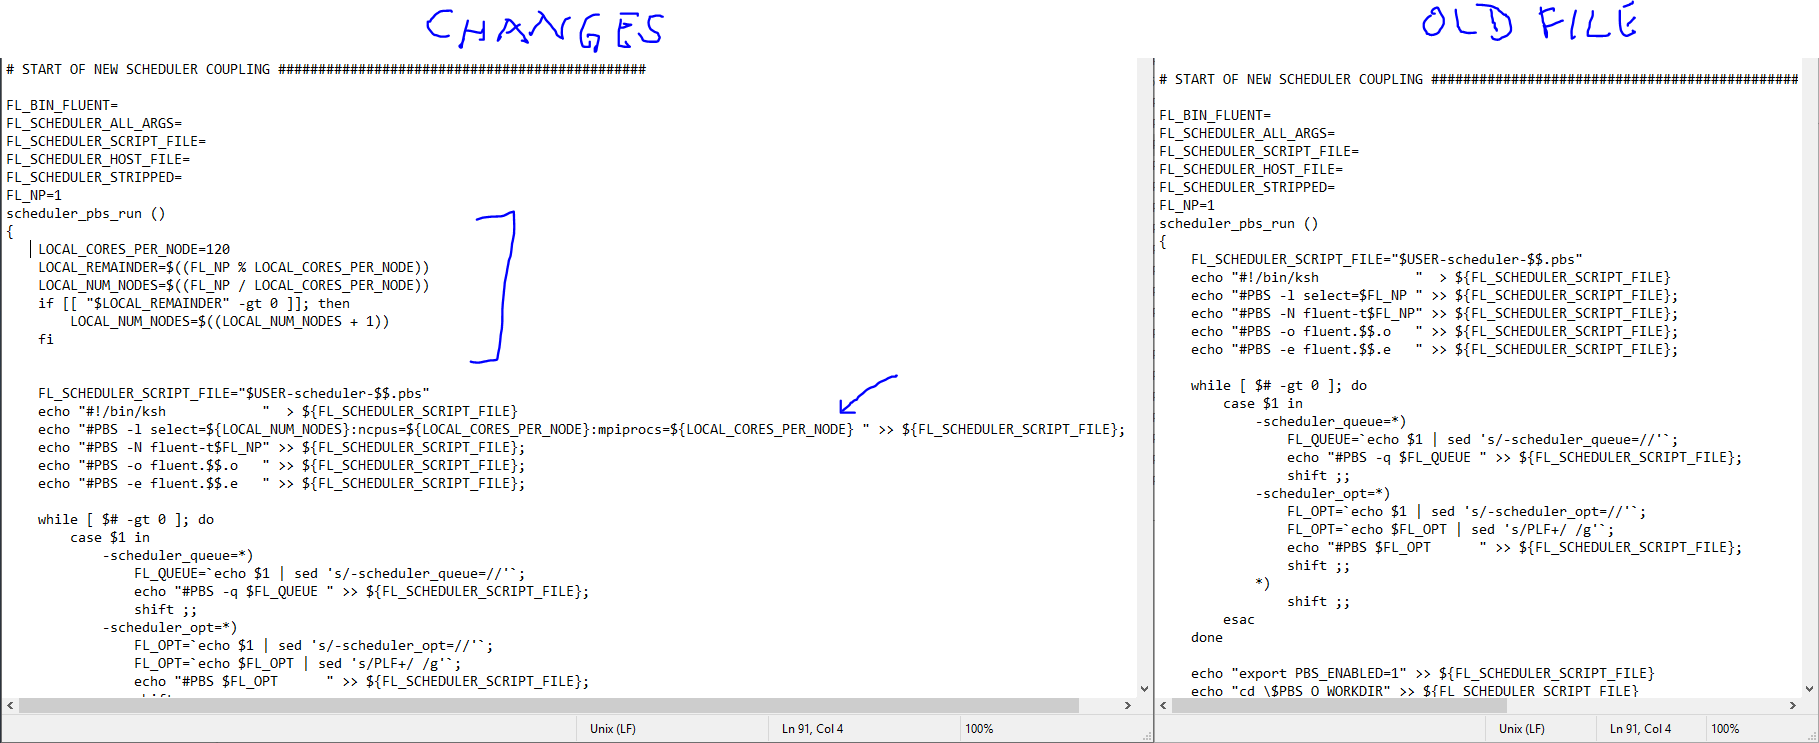 CHANGES
# START OF NEW SCHEDULER COUPLING ##############################################
FL_BIN_FLUENT=
FL_SCHEDULER_ALL_ARGS=
FL_SCHEDULER_SCRIPT_FILE=
FL_SCHEDULER_HOST_FILE=
FL_SCHEDULER_STRIPPED=
FL_NP=1
scheduler_pbs_run ()
{
    LOCAL_CORES_PER_NODE=120
    LOCAL_REMAINDER=$((FL_NP % LOCAL_CORES_PER_NODE))
    LOCAL_NUM_NODES=$((FL_NP / LOCAL_CORES_PER_NODE))
    if [[ "$LOCAL_REMAINDER" -gt 0 ]]; then
        LOCAL_NUM_NODES=$((LOCAL_NUM_NODES + 1))
    fi
    FL_SCHEDULER_SCRIPT_FILE="$USER-scheduler-$$.pbs"
    echo "#!/bin/ksh            "  > ${FL_SCHEDULER_SCRIPT_FILE}
    echo "#PBS -l select=${LOCAL_NUM_NODES}:ncpus=${LOCAL_CORES_PER_NODE}:mpiprocs=${LOCAL_CORES_PER_NODE} " >> ${FL_SCHEDULER_SCRIPT_FILE};
    echo "#PBS -N fluent-t$FL_NP" >> ${FL_SCHEDULER_SCRIPT_FILE};
    echo "#PBS -o fluent.$$.o   " >> ${FL_SCHEDULER_SCRIPT_FILE};
    echo "#PBS -e fluent.$$.e   " >> ${FL_SCHEDULER_SCRIPT_FILE};
    while [ $# -gt 0 ]; do
        case $1 in
            -scheduler_queue=*)
                FL_QUEUE=`echo $1 | sed 's/-scheduler_queue=//'`;
                echo "#PBS -q $FL_QUEUE " >> ${FL_SCHEDULER_SCRIPT_FILE};
                shift ;;
            -scheduler_opt=*)
                FL_OPT=`echo $1 | sed 's/-scheduler_opt=//'`;
                FL_OPT=`echo $FL_OPT | sed 's/PLF+/ /g'`;
                echo "#PBS $FL_OPT      " >> ${FL_SCHEDULER_SCRIPT_FILE};
Unix (LF)
Ln 91, Col 4
100%
OLD FILE
# START OF NEW SCHEDULER COUPLING ##############################################
FL_BIN_FLUENT=
FL_SCHEDULER_ALL_ARGS=
FL_SCHEDULER_SCRIPT_FILE=
FL_SCHEDULER_HOST_FILE=
FL_SCHEDULER_STRIPPED=
FL_NP=1
scheduler_pbs_run ()
{
    FL_SCHEDULER_SCRIPT_FILE="$USER-scheduler-$$.pbs"
    echo "#!/bin/ksh            "  > ${FL_SCHEDULER_SCRIPT_FILE}
    echo "#PBS -l select=$FL_NP " >> ${FL_SCHEDULER_SCRIPT_FILE};
    echo "#PBS -N fluent-t$FL_NP" >> ${FL_SCHEDULER_SCRIPT_FILE};
    echo "#PBS -o fluent.$$.o   " >> ${FL_SCHEDULER_SCRIPT_FILE};
    echo "#PBS -e fluent.$$.e   " >> ${FL_SCHEDULER_SCRIPT_FILE};
    while [ $# -gt 0 ]; do
        case $1 in
            -scheduler_queue=*)
                FL_QUEUE=`echo $1 | sed 's/-scheduler_queue=//'`;
                echo "#PBS -q $FL_QUEUE " >> ${FL_SCHEDULER_SCRIPT_FILE};
                shift ;;
            -scheduler_opt=*)
                FL_OPT=`echo $1 | sed 's/-scheduler_opt=//'`;
                FL_OPT=`echo $FL_OPT | sed 's/PLF+/ /g'`;
                echo "#PBS $FL_OPT      " >> ${FL_SCHEDULER_SCRIPT_FILE};
                shift ;;
            *)
                shift ;;
        esac
    done
    echo "export PBS_ENABLED=1" >> ${FL_SCHEDULER_SCRIPT_FILE}
    echo "cd \$PBS_O_WORKDIR" >> ${FL_SCHEDULER_SCRIPT_FILE}
Unix (LF)
Ln 91, Col 4
100%